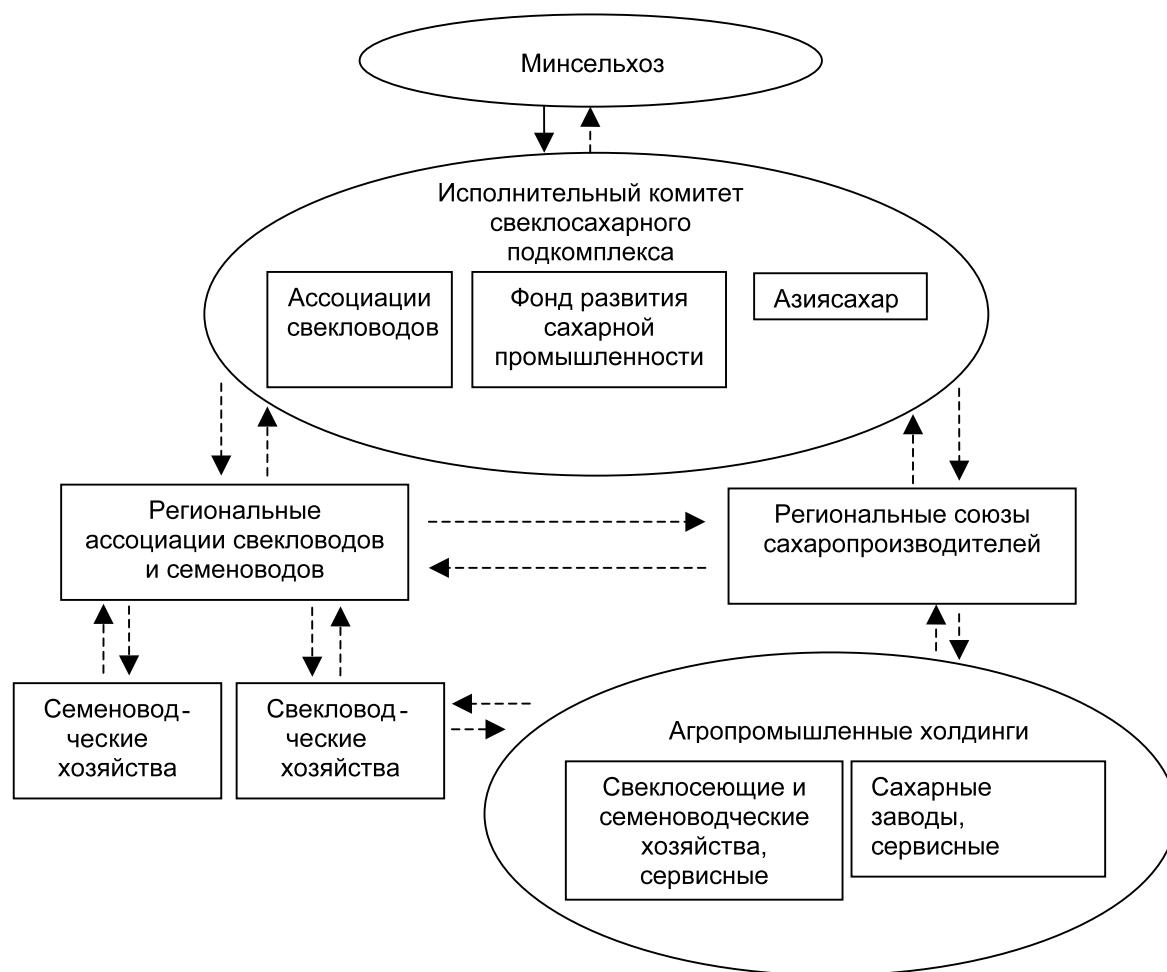 Минсельхоз
Исполнительный комитет
свеклосахарного
подкомплекса
Ассоциации
свекловодов
Фонд развития
сахарной
промышленности
Азиясахар
Региональные
ассоциации свекловодов
и семеноводов
Региональные союзы
сахаропроизводителей
Семеновод-
ческие
хозяйства
Свекловод-
ческие
хозяйства
Агропромышленные холдинги
Свеклосеющие и
семеноводческие
хозяйства,
сервисные
Сахарные
заводы,
сервисные